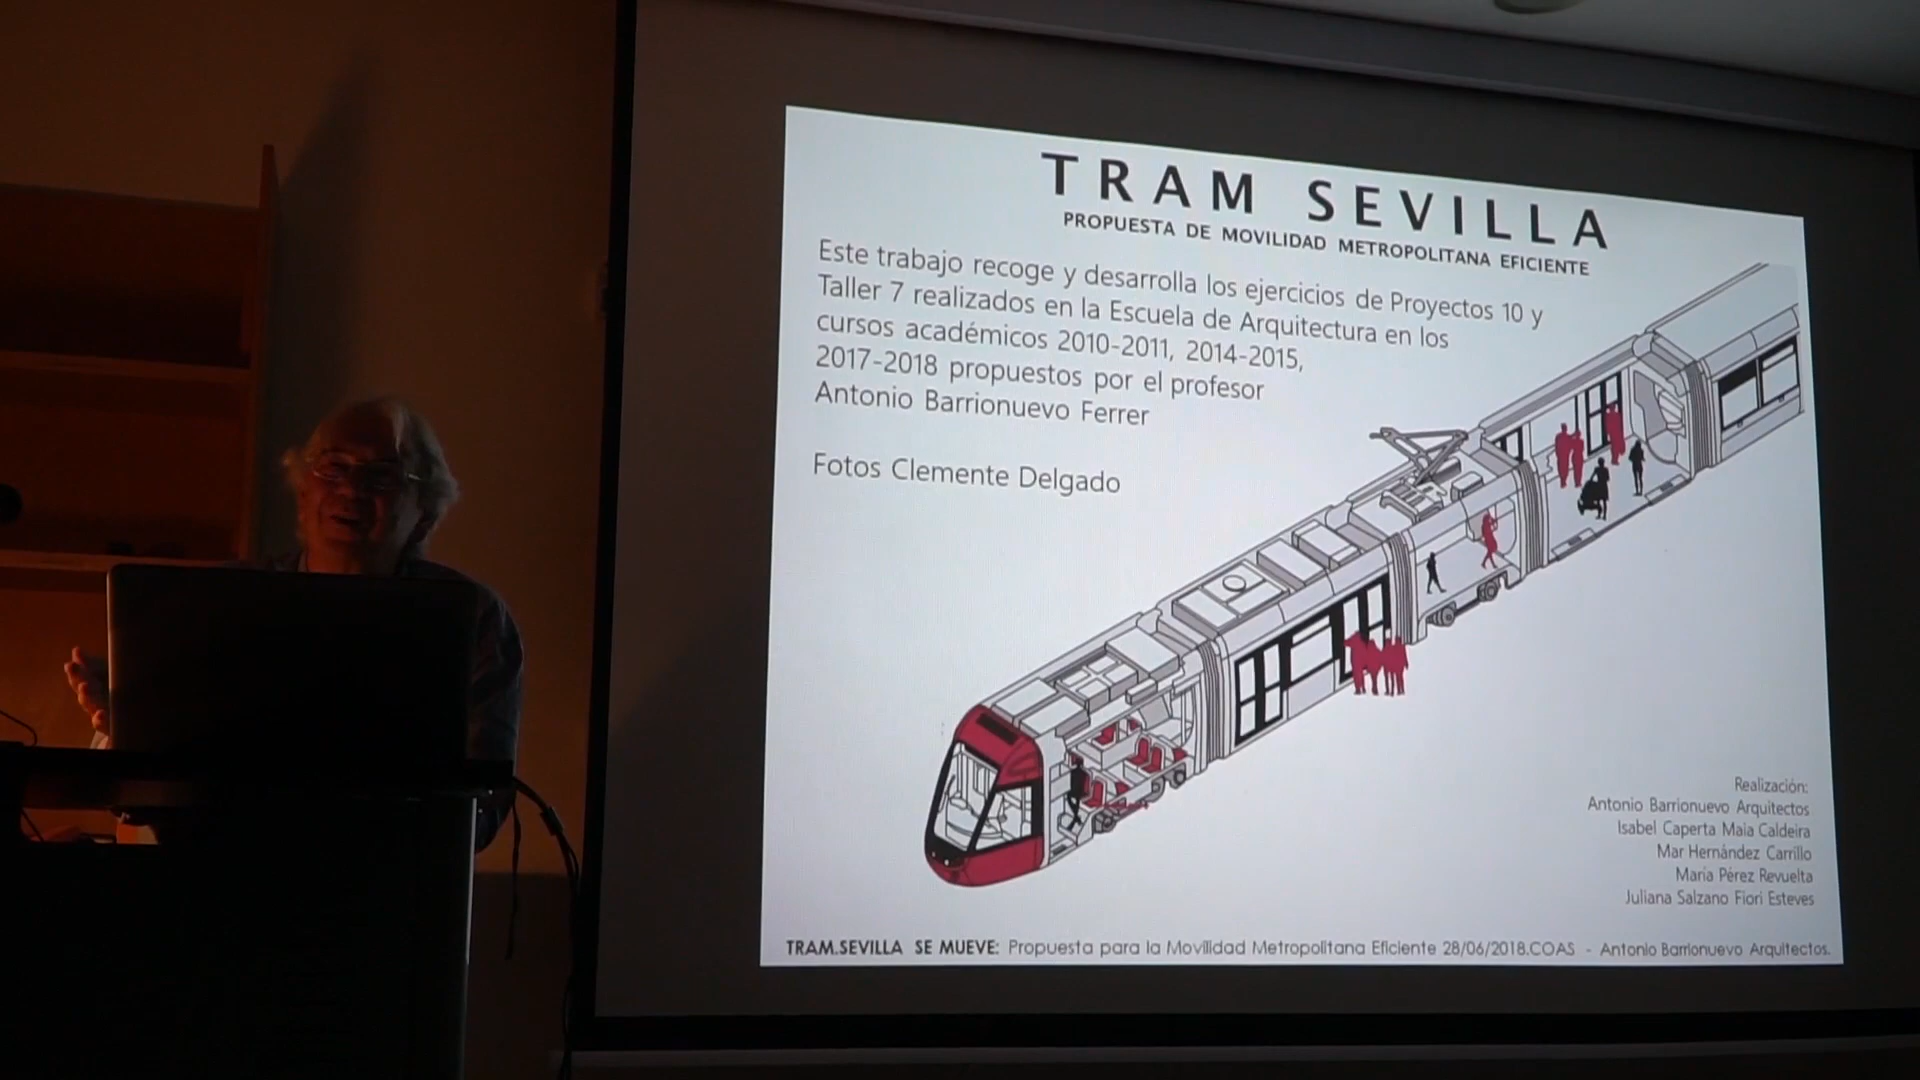 TRAM SEVILLA
PROPUESTA DE MOVILIDAD METROPOLITANA EFICIENTE
Este trabajo recoge y desarrolla los ejercicios de Proyectos 10 y
Taller 7 realizados en la Escuela de Arquitectura en los
cursos académicos 2010-2011, 2014-2015,
2017-2018 propuestos por el profesor
Antonio Barrionuevo Ferrer
Fotos Clemente Delgado
Realización:
Antonio Barrionuevo Arquitectos
Isabel Caperta Maia Caldeira
Mar Hernández Carrillo
María Pérez Revuelta
Juliana Salzano Fiori Esteves
TRAM.SEVILLA SE MUEVE: Propuesta para la Movilidad Metropolitana Eficiente 28/06/2018.COAS - Antonio Barrionuevo Arquitectos.